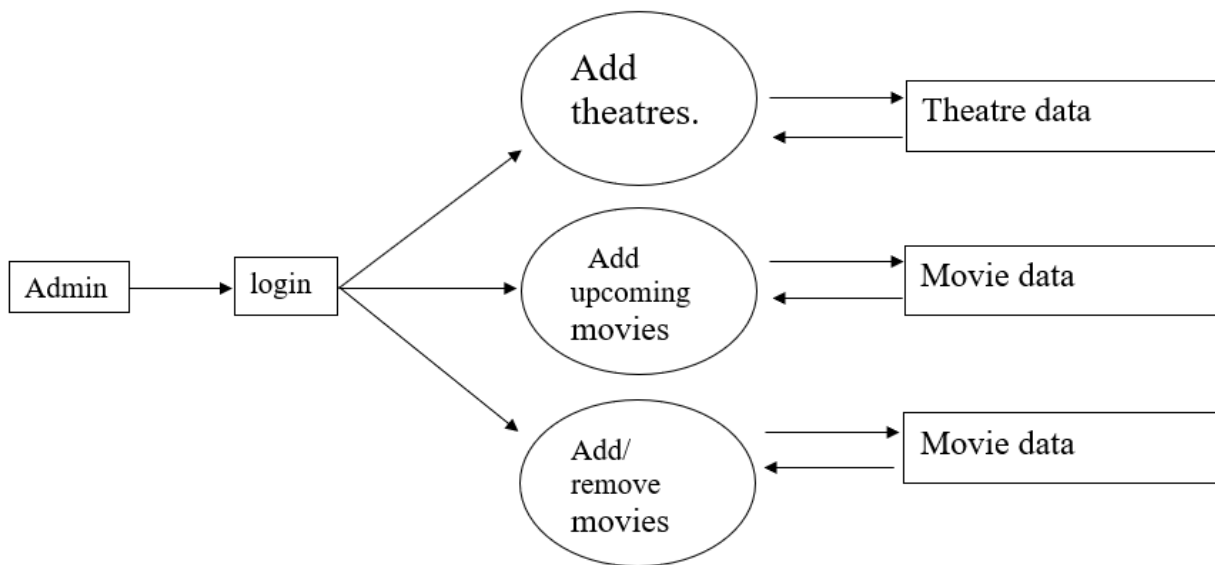 Admin
login
Add
theatres.
Theatre data
Add
upcoming
movies
Movie data
Add/
remove
movies
Movie data